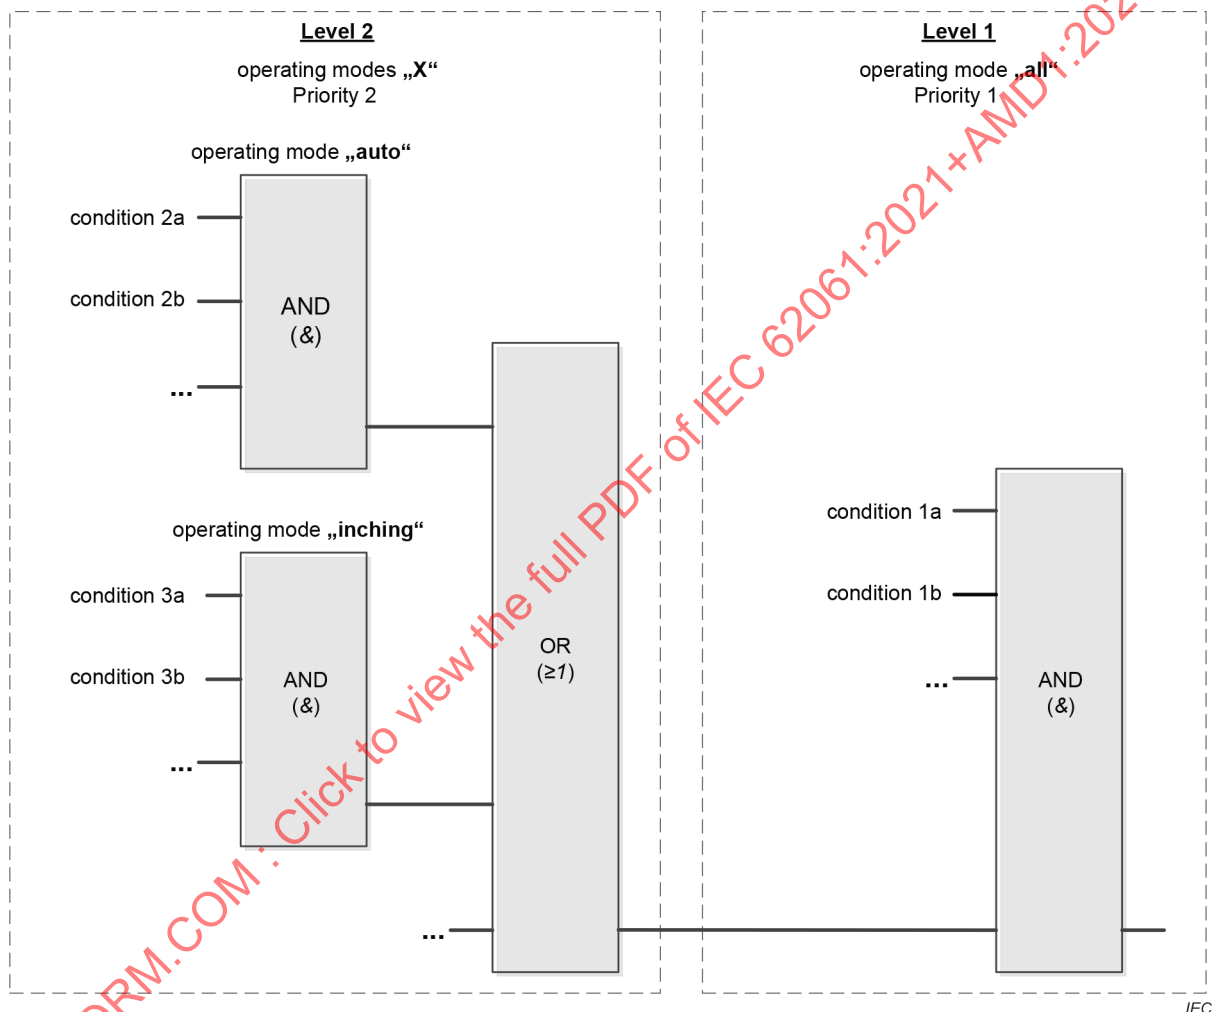 Level 2
operating modes „X“
Priority 2
operating mode „auto“
condition 2a
condition 2b
...
AND
(&)
operating mode „inching“
condition 3a
condition 3b
...
AND
(&)
...
OR
(≥1)
Level 1
operating mode „all“
Priority 1
condition 1a
condition 1b
...
AND
(&)
ORM.COM : Click to view the full PDF of IEC 62061:2021+AMD1:202
IEC